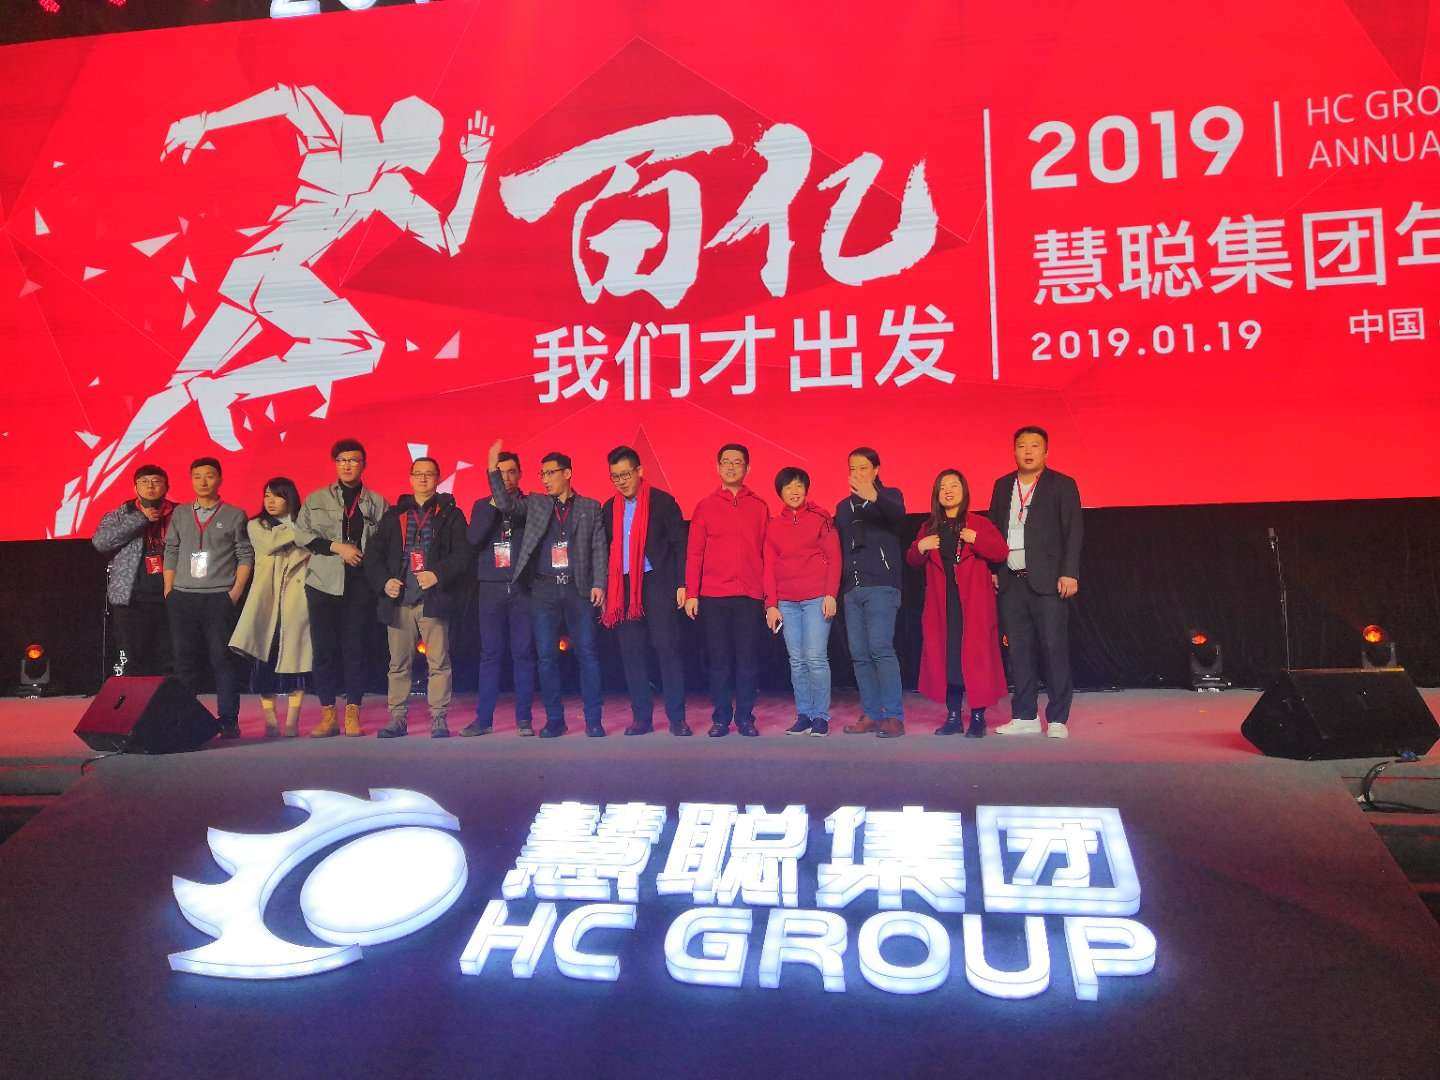 百亿
我们才出发
2019
HC GRO
ANNUA
慧聪集团年
2019.01.19
中国
慧聪集团
HC GROUP